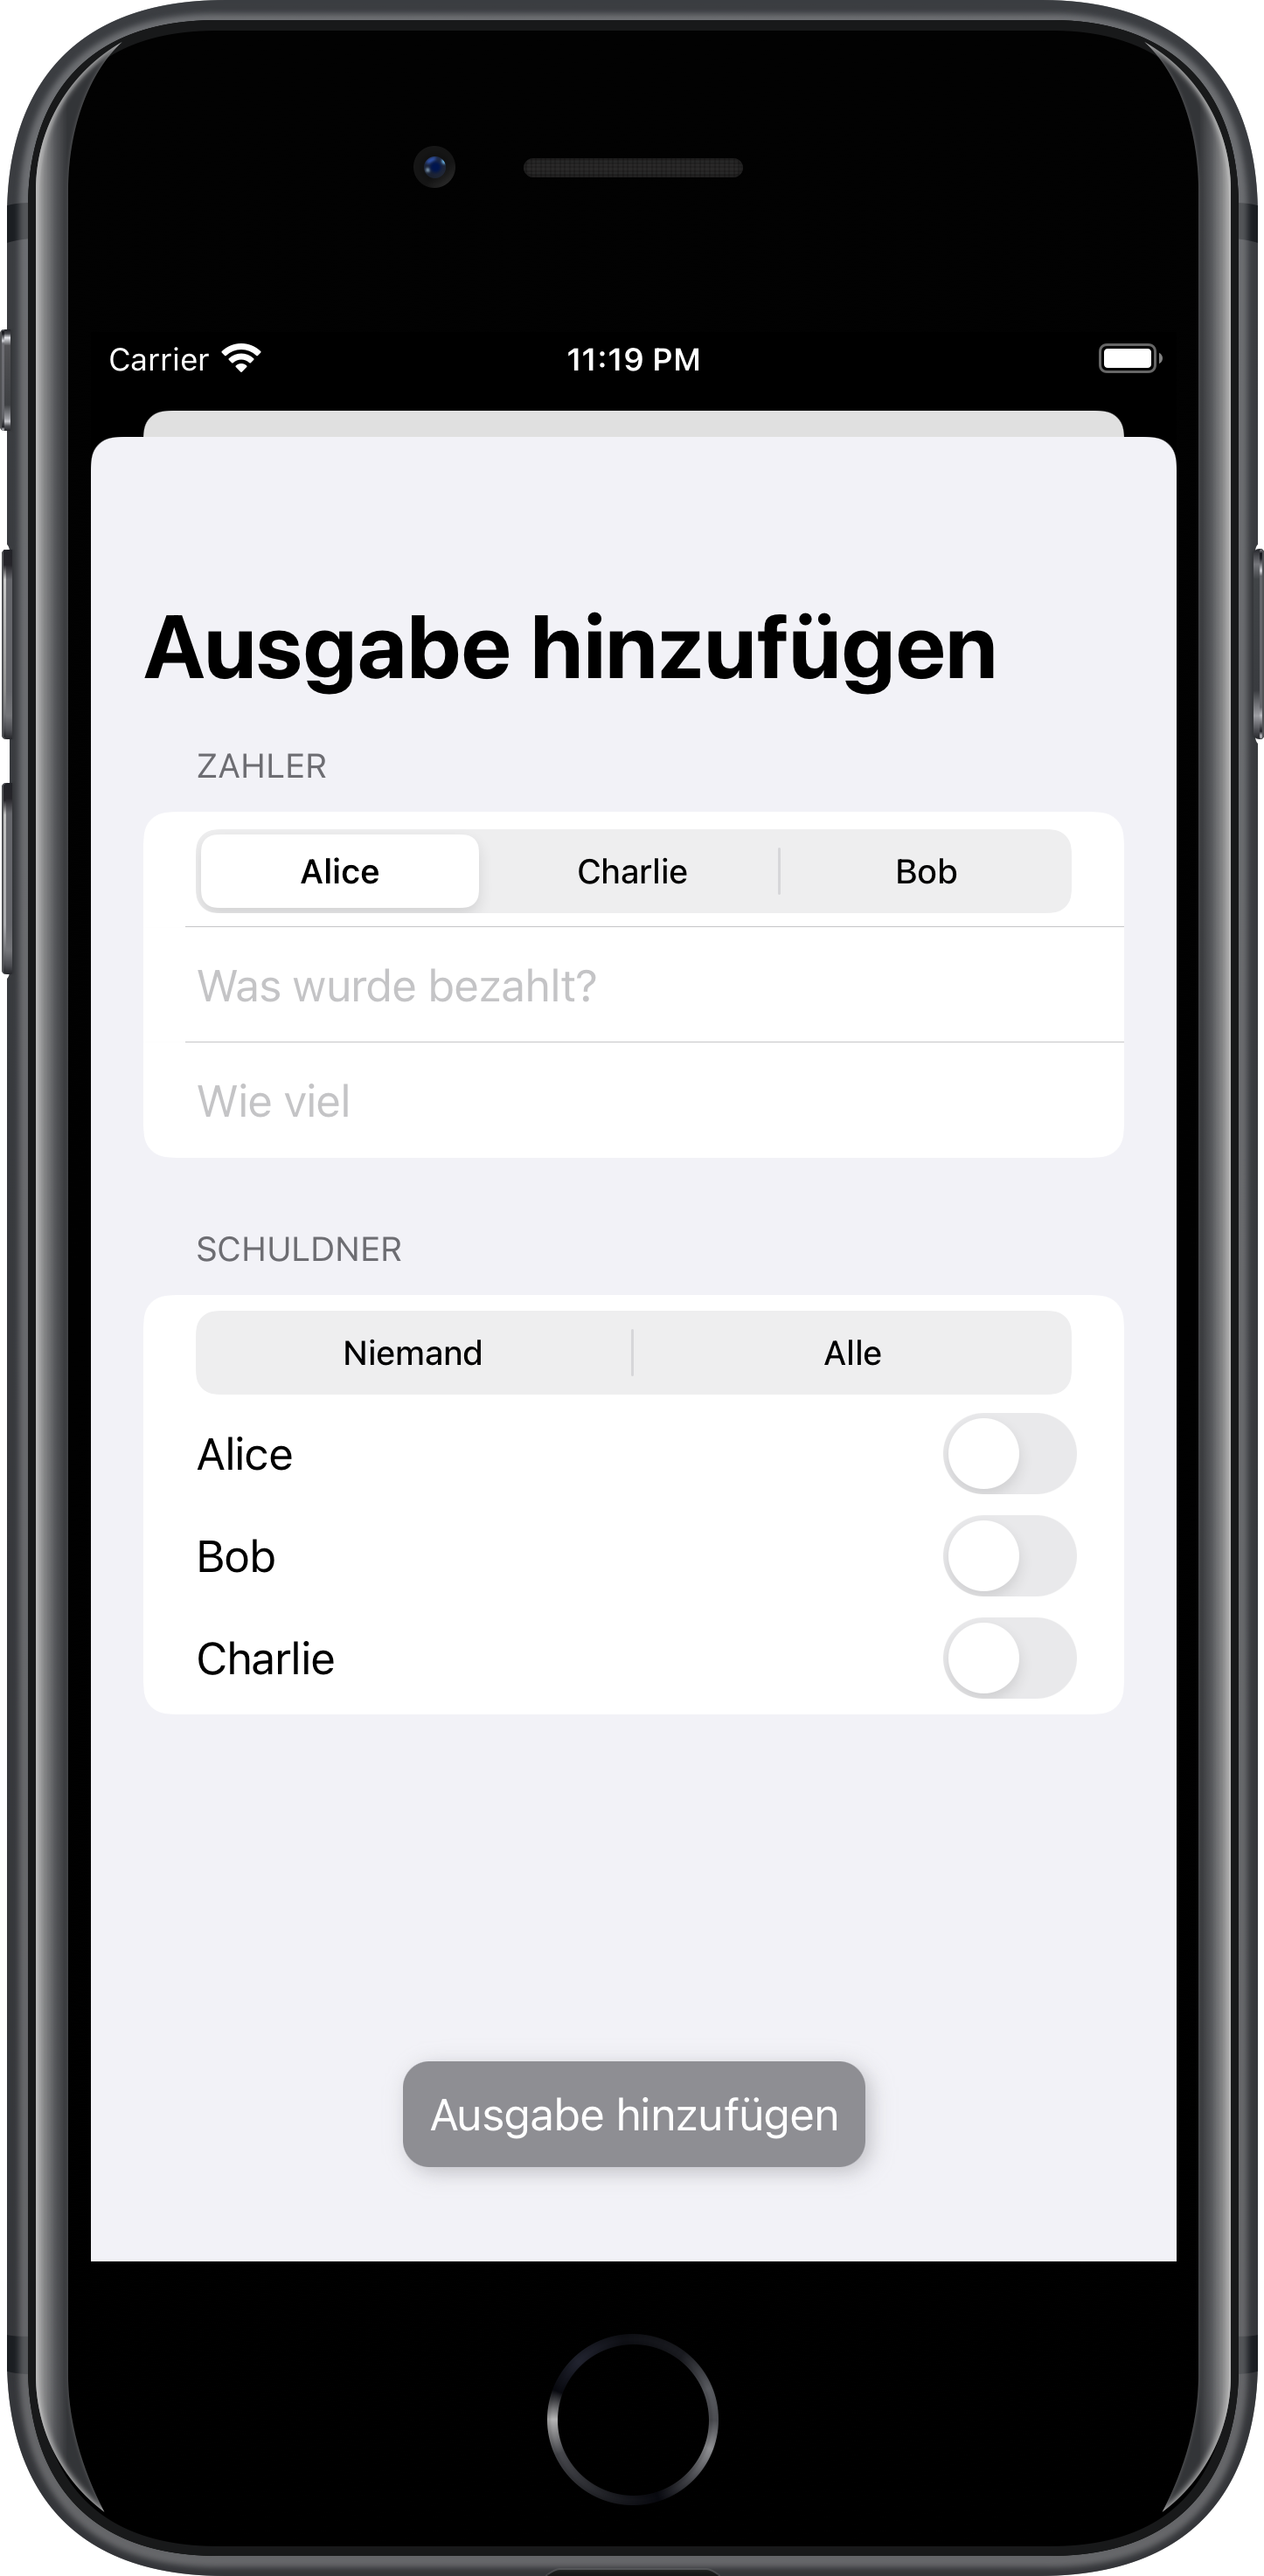 Carrier 11:19 PM
Ausgabe hinzufügen
ZAHLER
Alice Charlie Bob
Was wurde bezahlt?
Wie viel
SCHULDNER
Niemand Alle
Alice
Bob
Charlie
Ausgabe hinzufügen